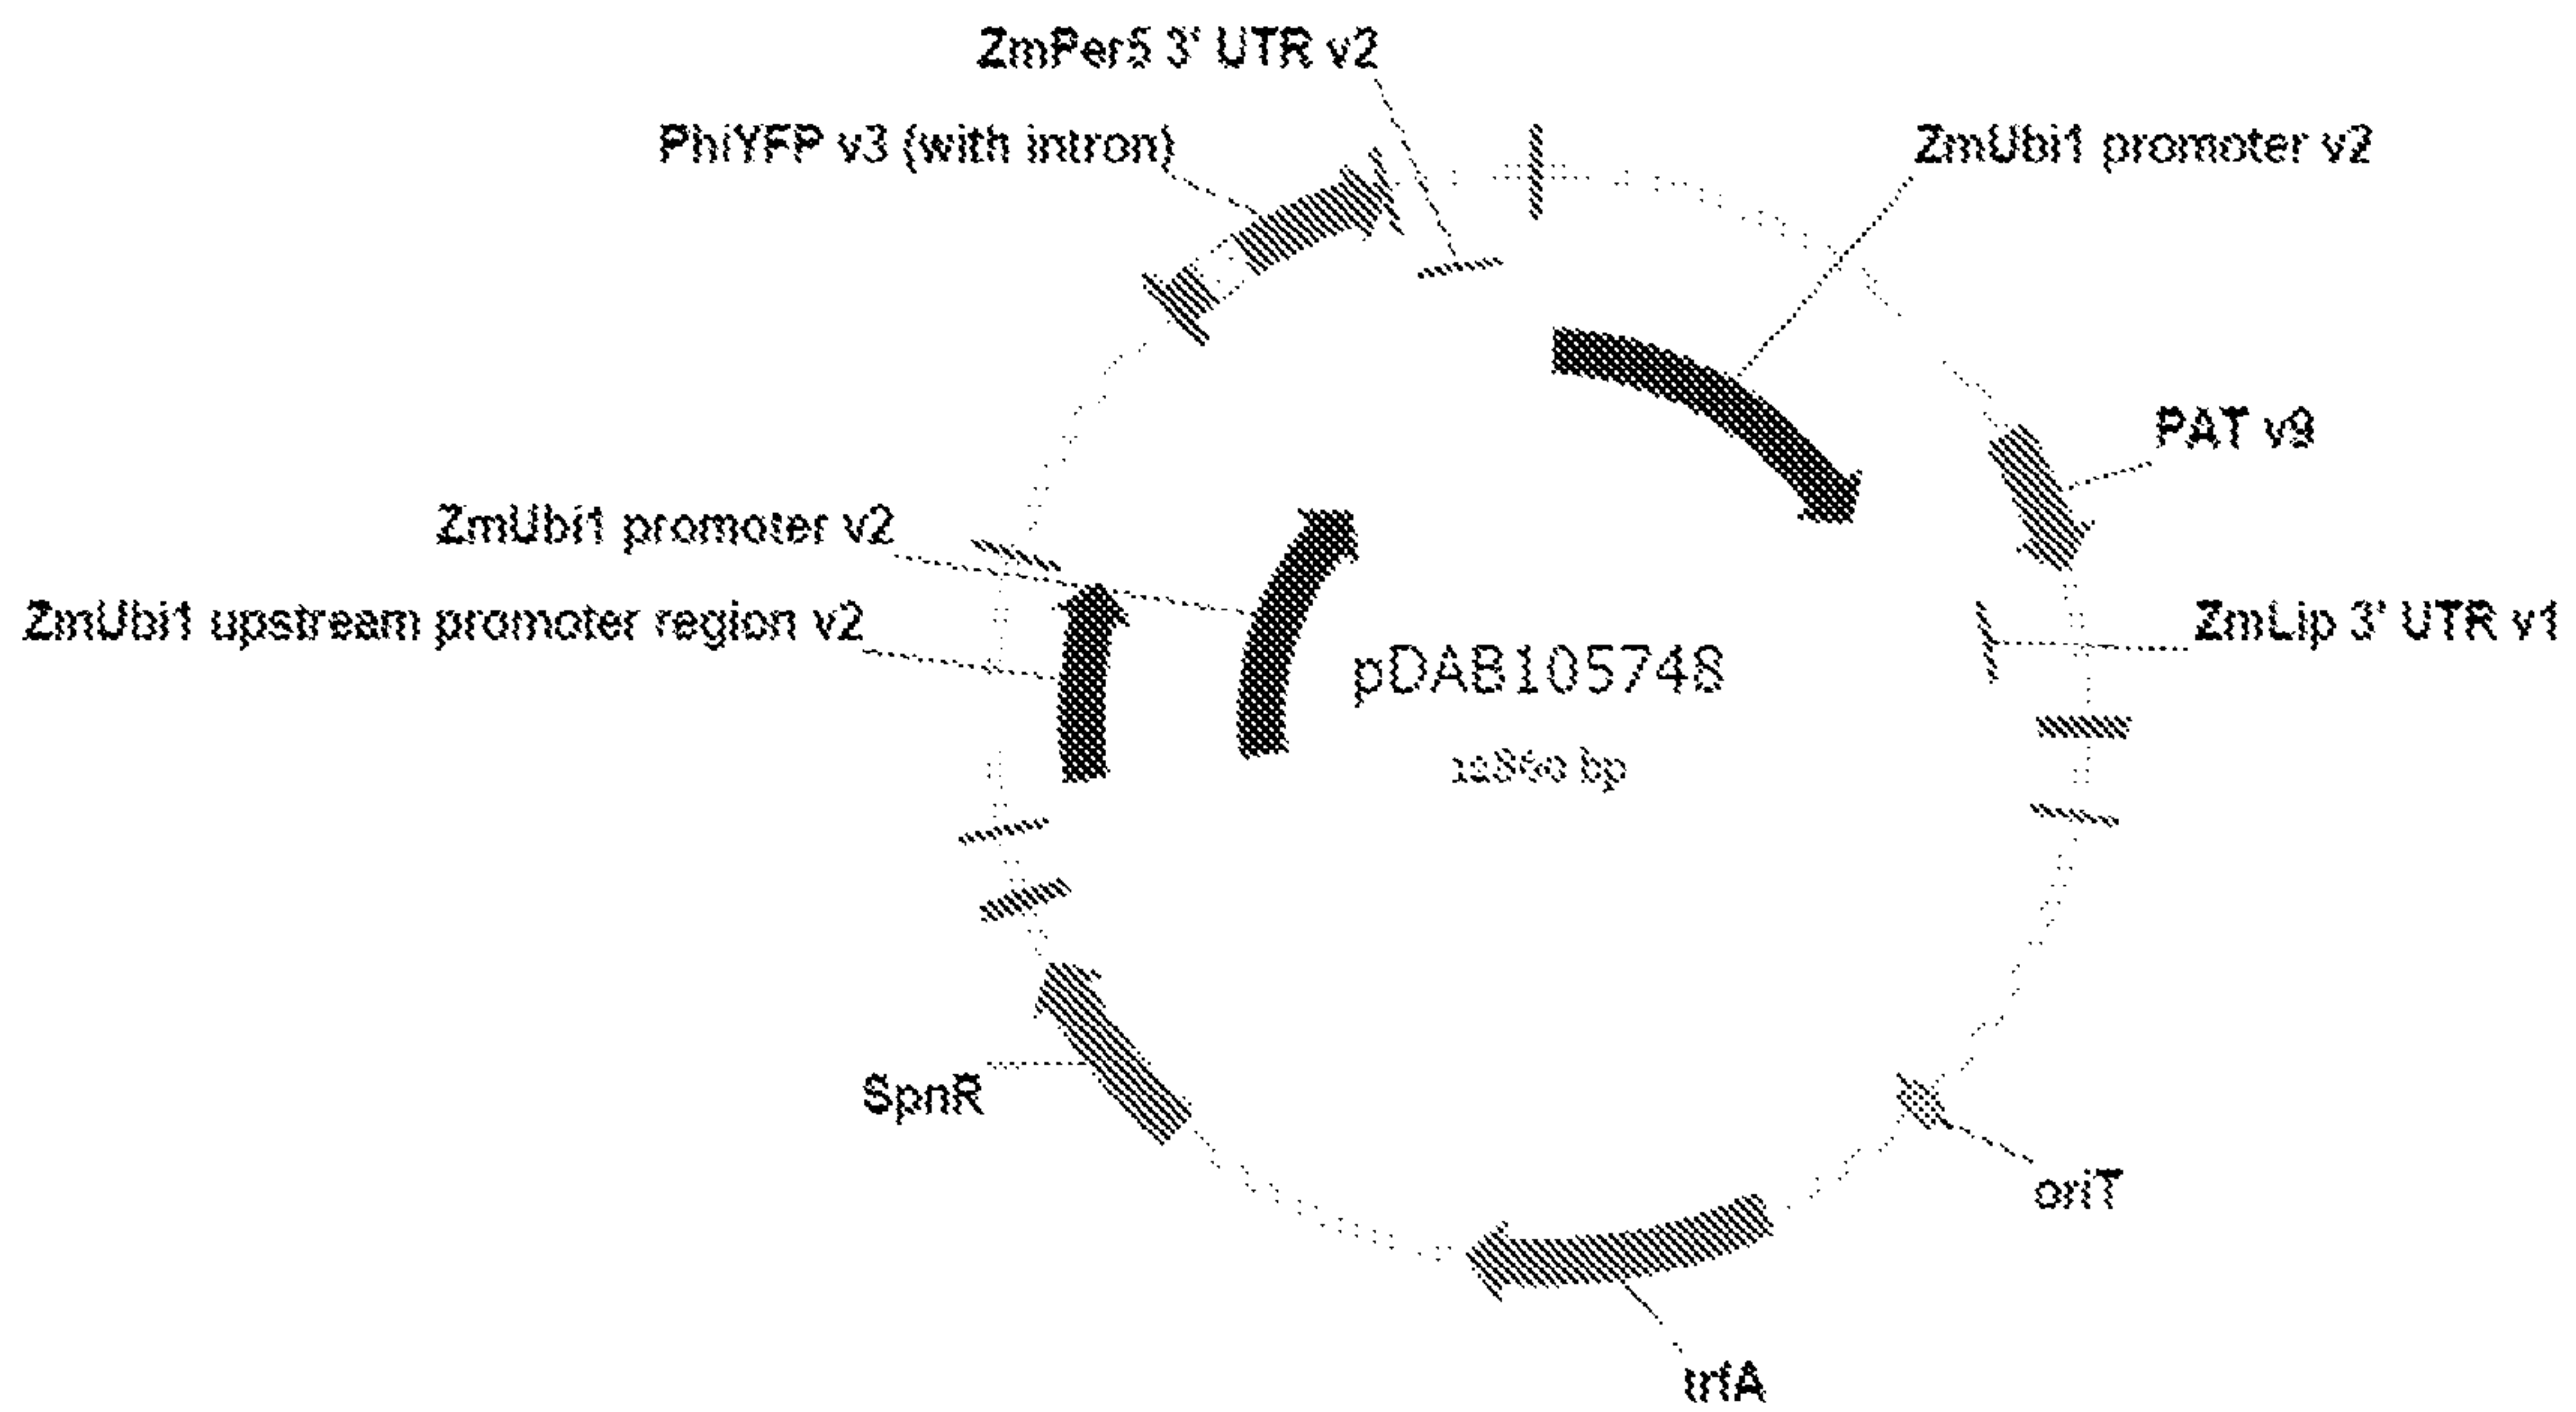 ZmPer5 3' UTR v2
PhiYFP v3 (with intron)
ZmUbi1 promoter v2
PAT v9
ZmUbi1 promoter v2
ZmUbi1 upstream promoter region v2
ZmLip 3' UTR v1
pDAB105748
bp
SpnR
oriT
trfA